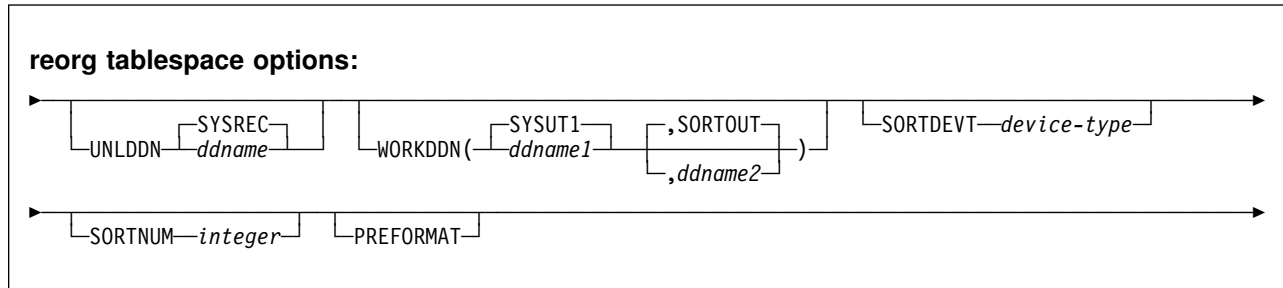 reorg tablespace options:
SYSREC ,SORTOUT
UNLDDN ddname WORKDDN( SYSUT1 ddname1 ,ddname2 ) SORTDEVT device-type
SORTNUM integer PREFORMAT